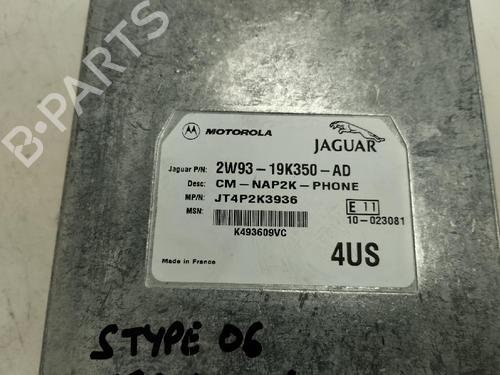 B-PARTS
MOTOROLA
JAGUAR
Jaguar P/N: 2W93-19K350-AD
Desc: CM-NAP2K-PHONE
MP/N: JT4P2K3936
MSN:
E 11
10-023081
K493609VC
Made in France
4US
STYPE 06